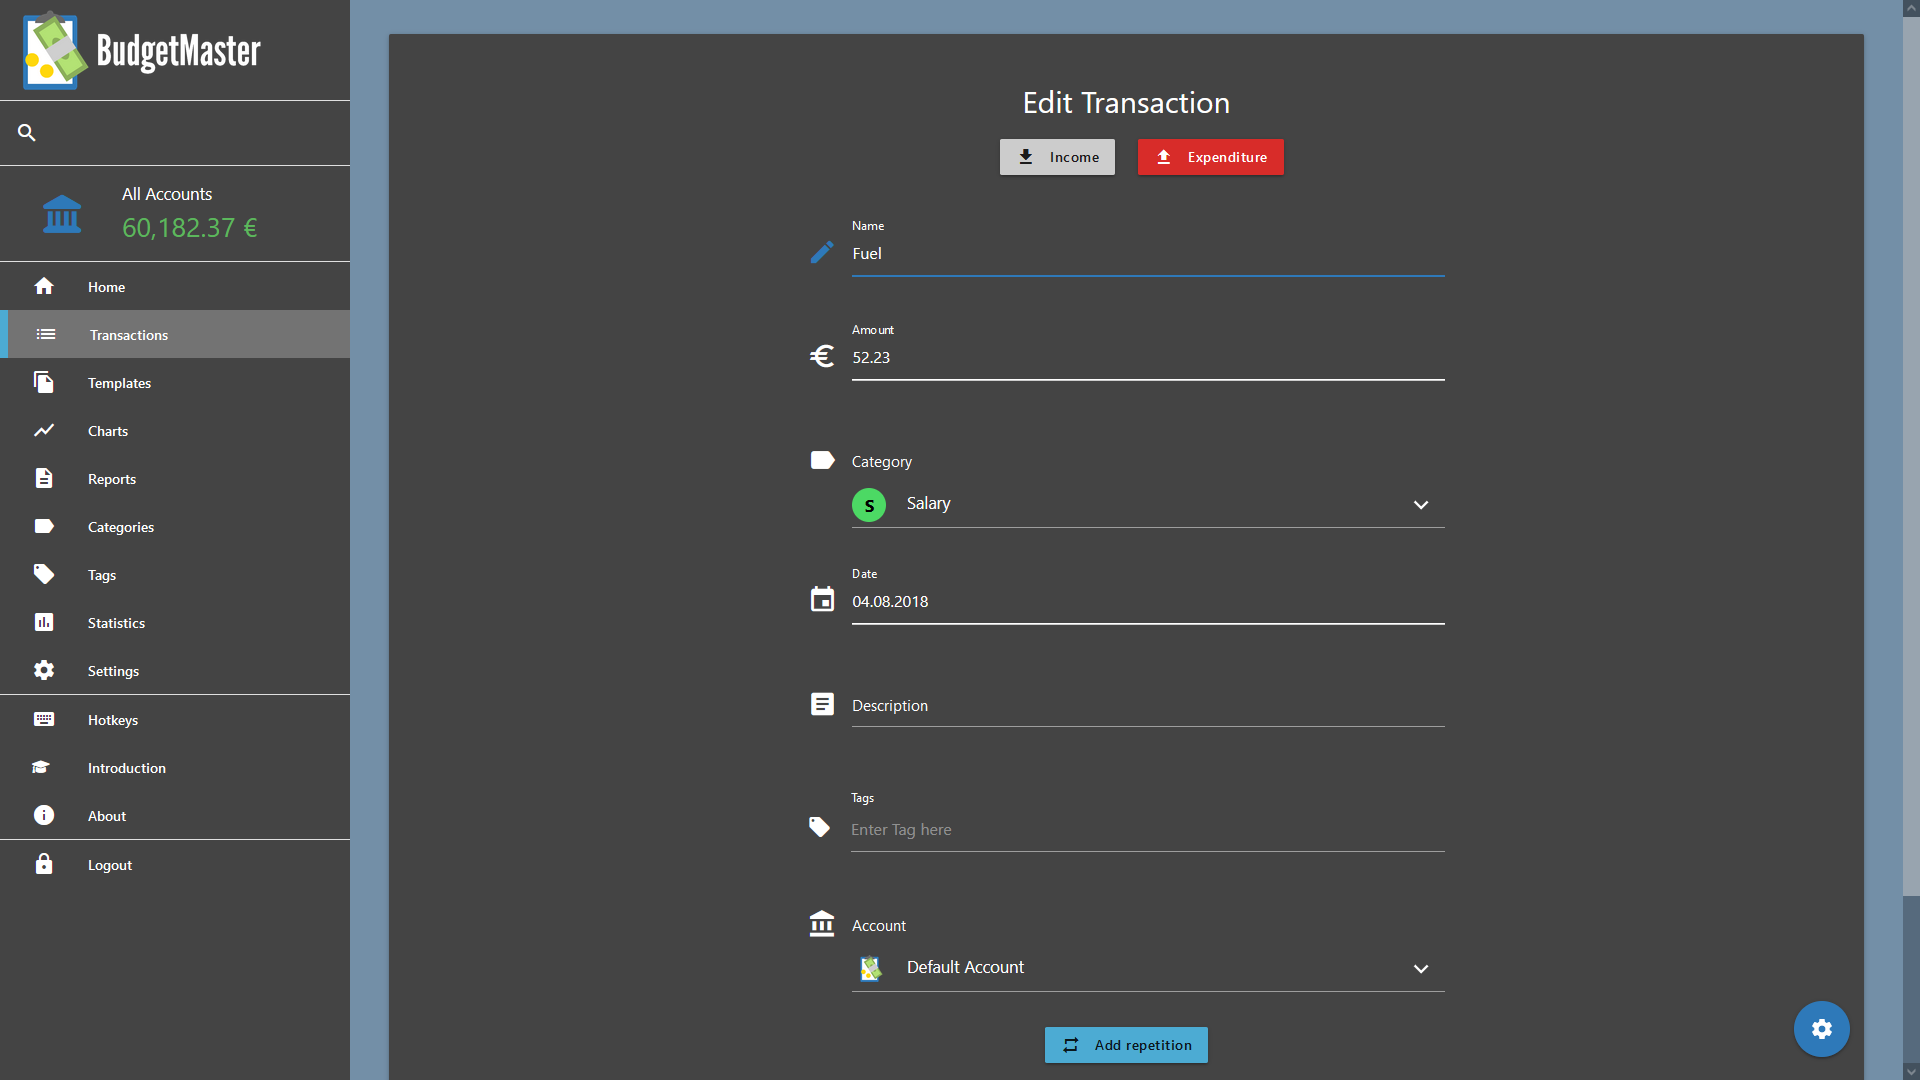 BudgetMaster
All Accounts
60,182.37 €
Home
Transactions
Templates
Charts
Reports
Categories
Tags
Statistics
Settings
Hotkeys
Introduction
About
Logout
Edit Transaction
Income
Expenditure
Name
Fuel
Amount
52.23
Category
S Salary
Date
04.08.2018
Description
Tags
Enter Tag here
Account
Default Account
Add repetition